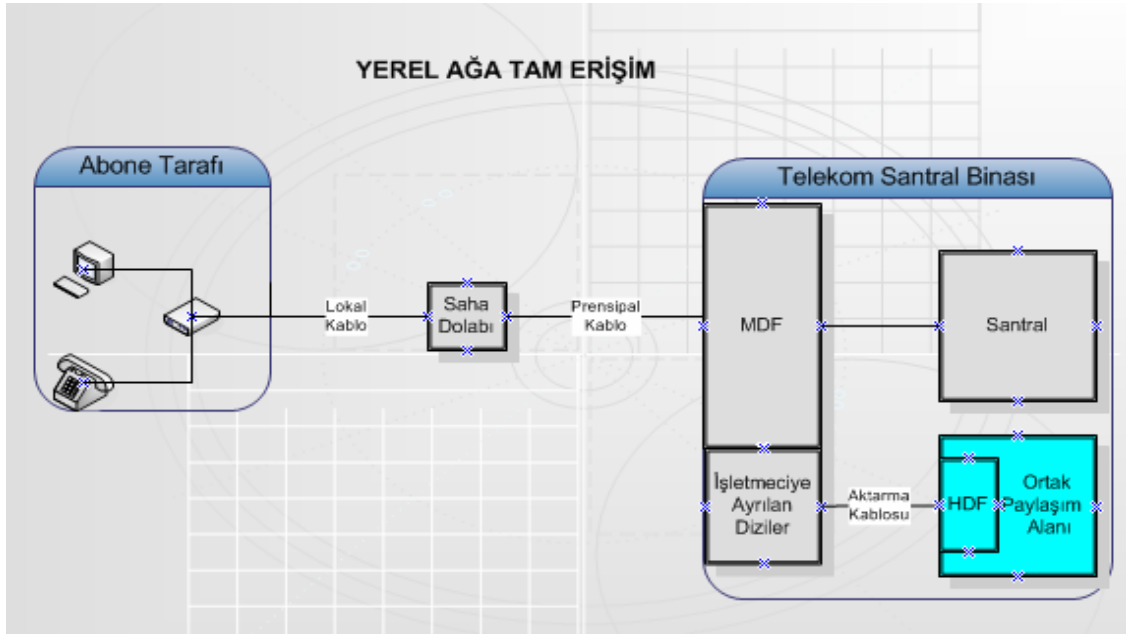 YEREL AĞA TAM ERİŞİM
Abone Tarafı
Telekom Santral Binası
Lokal
Kablo
Saha
Dolabı
Prensipal
Kablo
MDF
Santral
İşletmeciye
Ayrılan
Diziler
Aktarma
Kablosu
HDF
Ortak
Paylaşım
Alanı